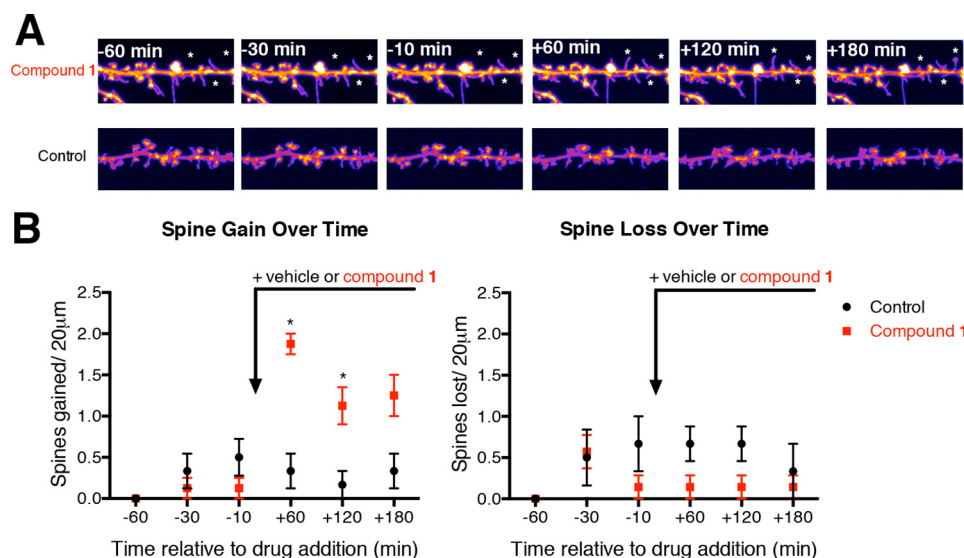 A
-60 min
-30 min
-10 min
+60 min
+120 min
+180 min
Compound 1
* * *
* * *
* * *
* * *
* * *
* * *
Control
B
Spine Gain Over Time
Spine Loss Over Time
+ vehicle or compound 1
+ vehicle or compound 1
Spines gained/ 20µm
2.5
2.0
1.5
1.0
0.5
0.0
*
*
-60
-30
-10
+60
+120
+180
Time relative to drug addition (min)
Spines lost/ 20µm
2.5
2.0
1.5
1.0
0.5
0.0
-60
-30
-10
+60
+120
+180
Time relative to drug addition (min)
Control
Compound 1